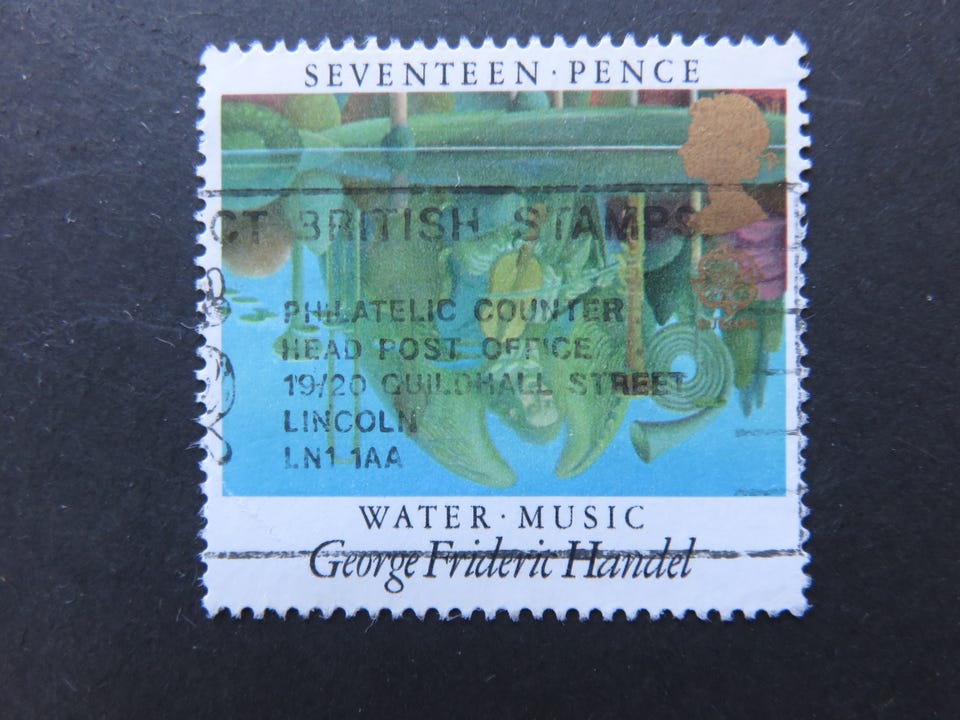 SEVENTEEN·PENCE
CT BRITISH STAMPS
PHILATELIC COUNTER
HEAD POST OFFICE
19/20 GUILDHALL STREET
LINCOLN
LN1 1AA
WATER·MUSIC
George Frideric Handel